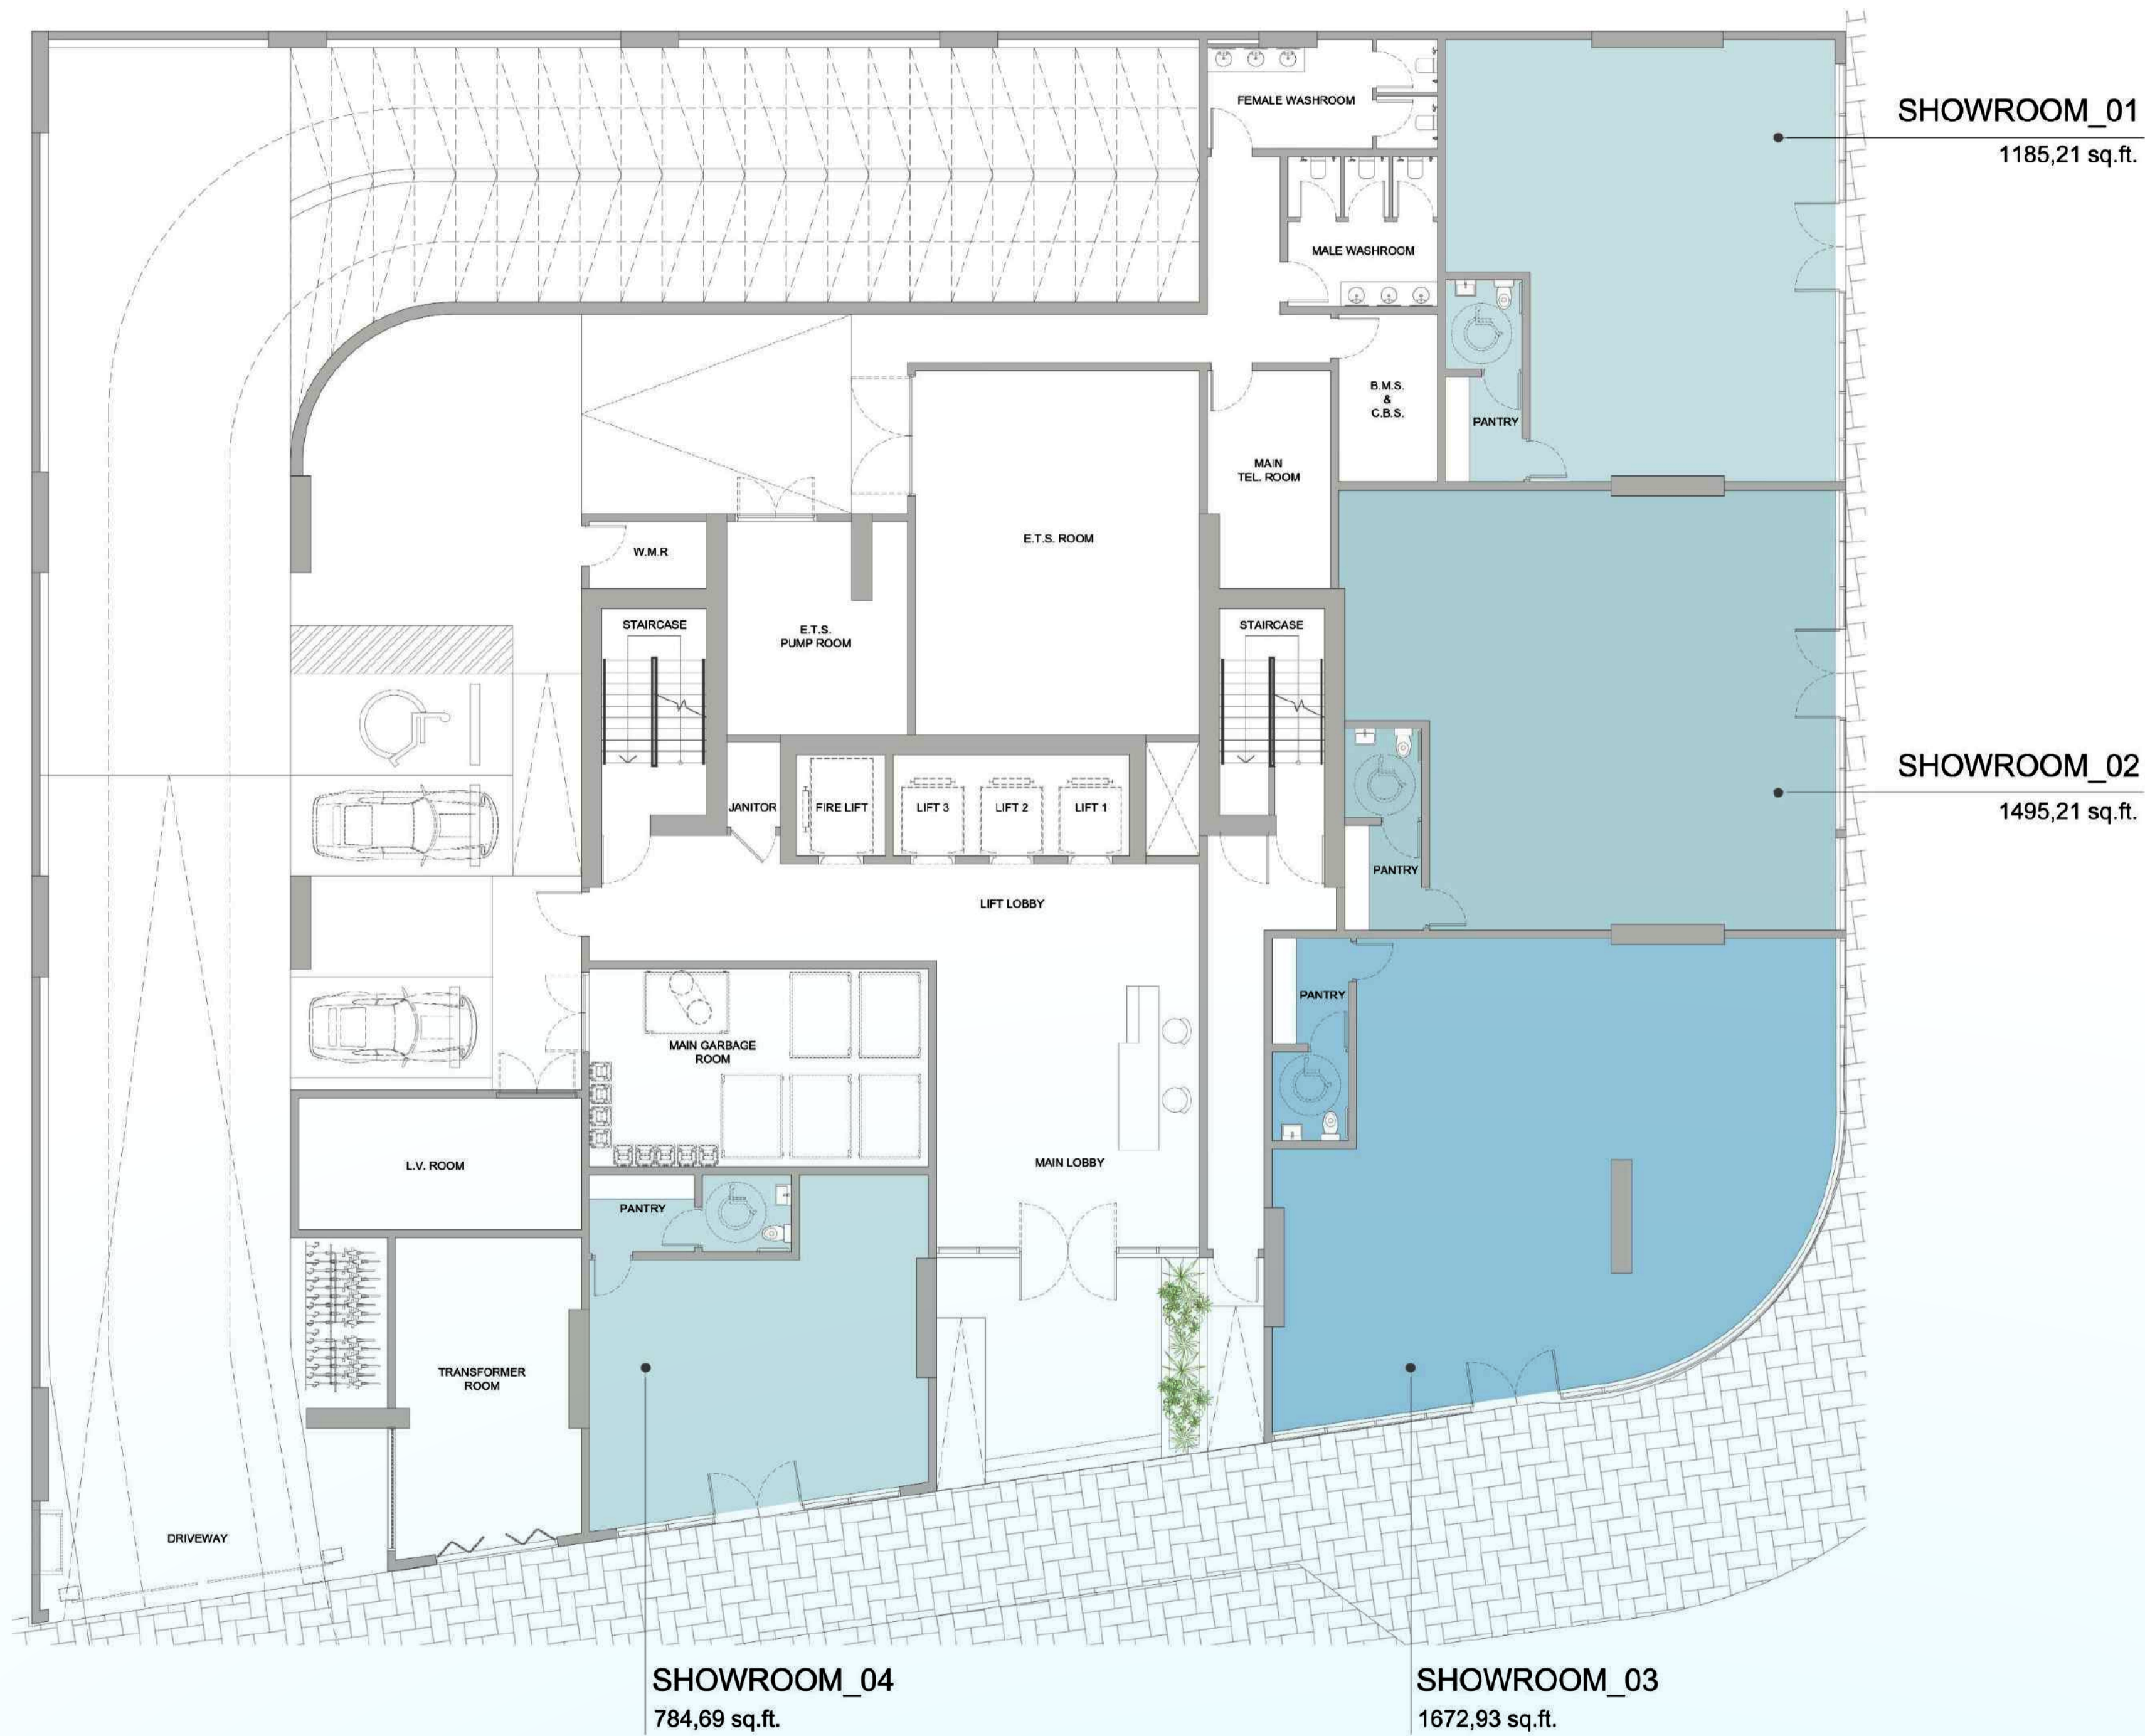 FEMALE WASHROOM
SHOWROOM_01
1185,21 sq.ft.
MALE WASHROOM
B.M.S.
&
C.B.S.
PANTRY
MAIN
TEL. ROOM
E.T.S. ROOM
W.M.R
STAIRCASE
E.T.S.
PUMP ROOM
STAIRCASE
SHOWROOM_02
1495,21 sq.ft.
JANITOR
FIRE LIFT
LIFT 3
LIFT 2
LIFT 1
PANTRY
LIFT LOBBY
PANTRY
MAIN GARBAGE
ROOM
L.V. ROOM
MAIN LOBBY
PANTRY
TRANSFORMER
ROOM
DRIVEWAY
SHOWROOM_04
784,69 sq.ft.
SHOWROOM_03
1672,93 sq.ft.